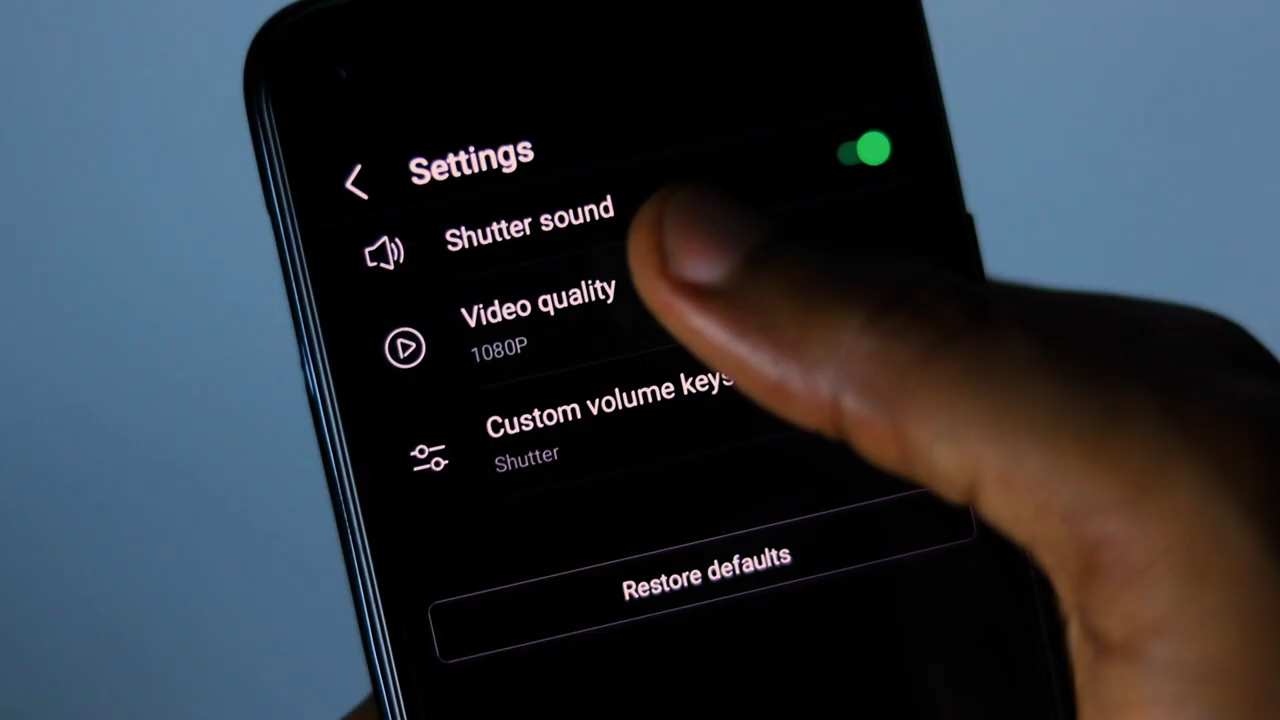 Settings
Shutter sound
Video quality
1080P
Custom volume keys
Shutter
Restore defaults